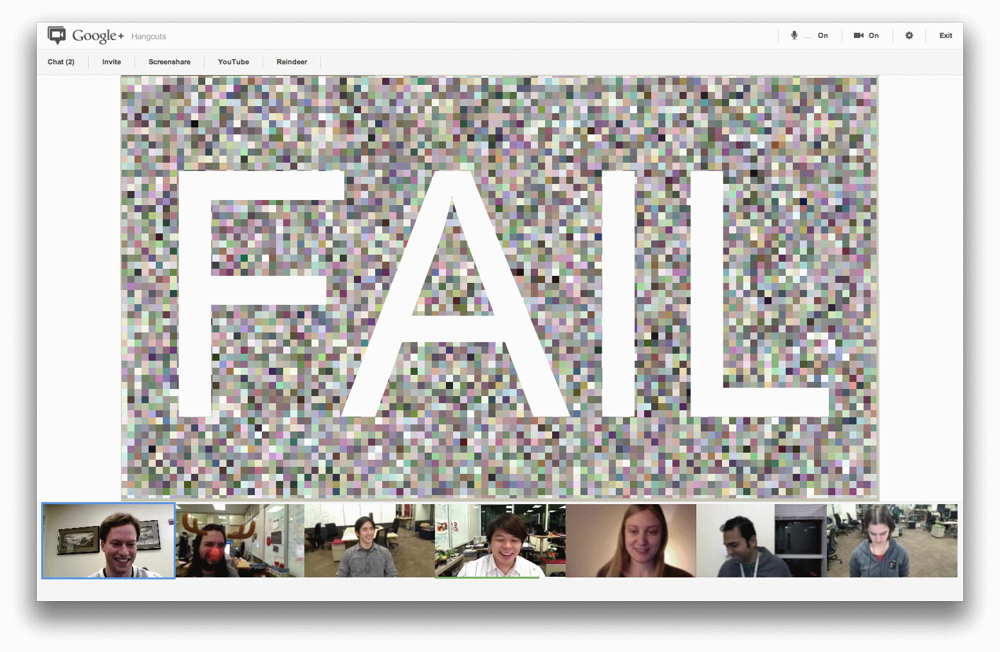 Google+ Hangouts
..... On On Exit
Chat (2) Invite Screenshare YouTube Reindeer
FAIL